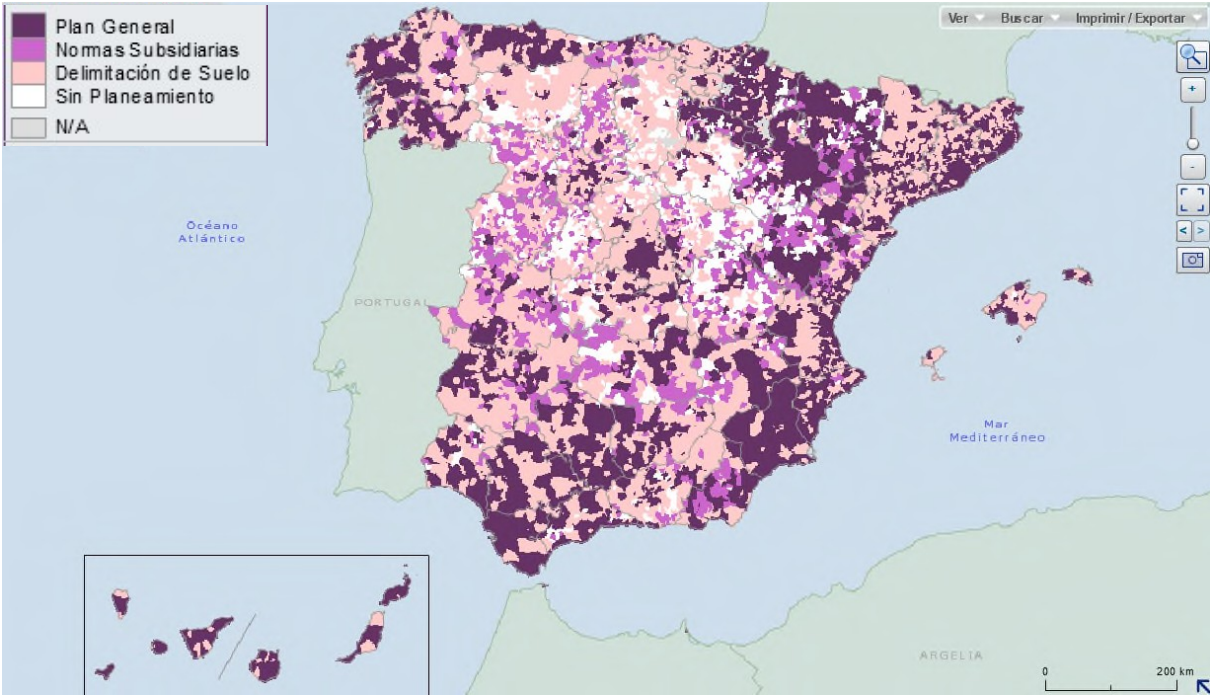 Plan General
Normas Subsidiarias
Delimitación de Suelo
Sin Planeamiento
N/A
Ver
Buscar
Imprimir / Exportar
+
-
< >
Océano
Atlántico
PORTUGAL
Mar
Mediterráneo
ARGELIA
0 200 km